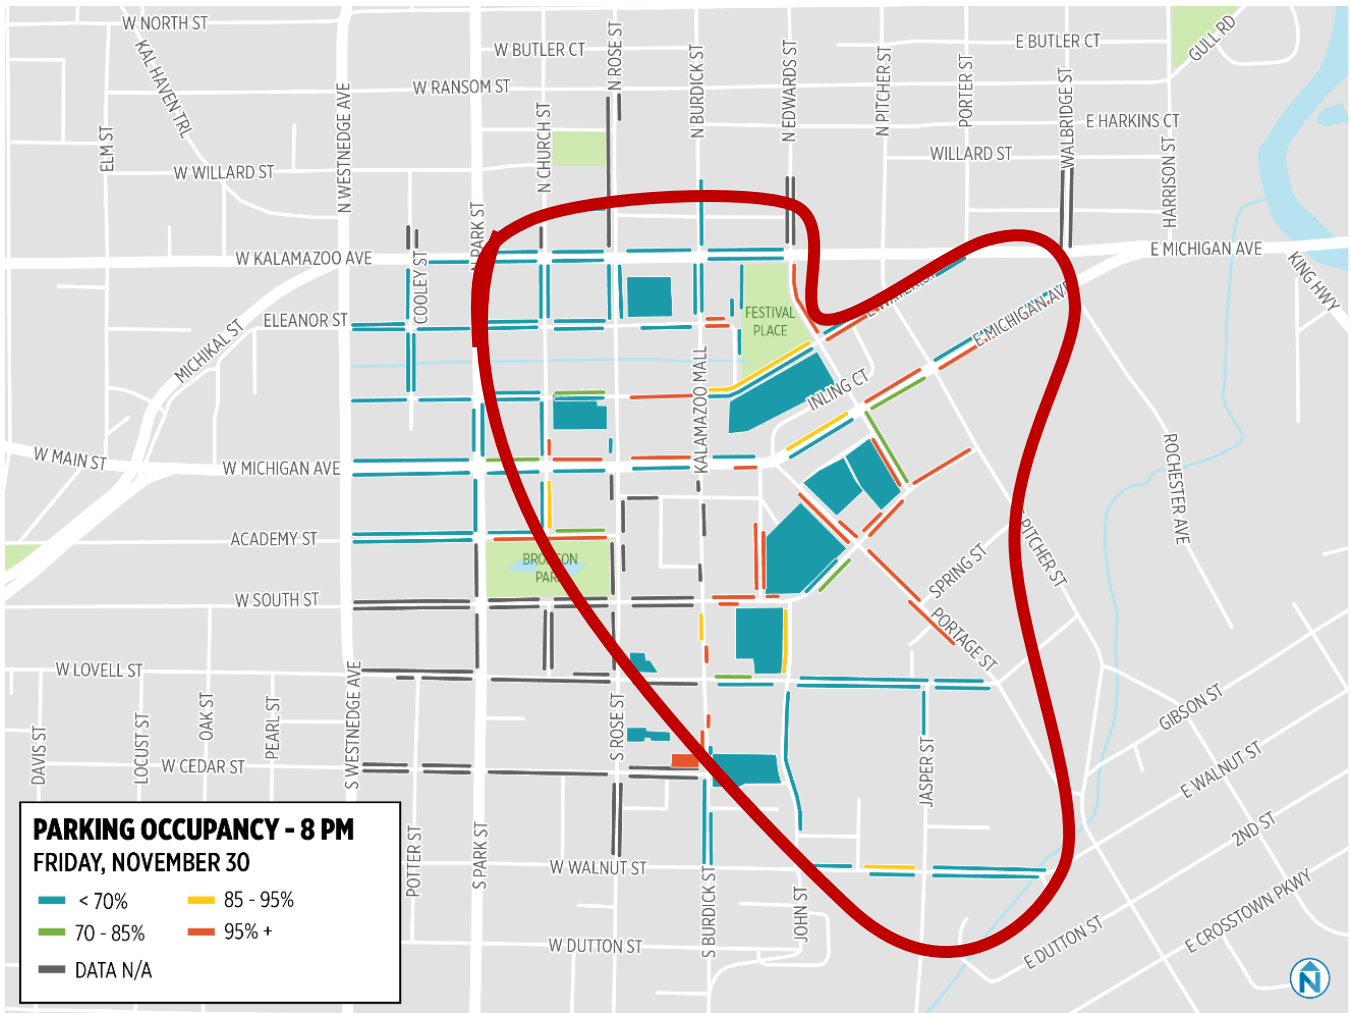 W NORTH ST
KAL HAVEN TRL
N WESTNEDGE AVE
ELM ST
W WILLARD ST
W RANSOM ST
W BUTLER CT
N CHURCH ST
N ROSE ST
N BURDICK ST
N EDWARDS ST
N PITCHER ST
PORTER ST
E BUTLER CT
WALBRIDGE ST
E HARKINS CT
WILLARD ST
HARRISON ST
GULL RD
N PARK ST
W KALAMAZOO AVE
COOLEY ST
ELEANOR ST
MICHIKAL ST
E MICHIGAN AVE
KING HWY
FESTIVAL
PLACE
E MICHIGAN AVE
INLING CT
KALAMAZOO MALL
W MAIN ST
W MICHIGAN AVE
ROCHESTER AVE
ACADEMY ST
PITCHER ST
SPRING ST
PORTAGE ST
W SOUTH ST
W LOVELL ST
S WESTNEDGE AVE
DAVIS ST
LOCUST ST
OAK ST
PEARL ST
W CEDAR ST
S ROSE ST
JASPER ST
GIBSON ST
E WALNUT ST
2ND ST
E CROSSTOWN PKWY
E DUTTON ST
POTTER ST
S PARK ST
W WALNUT ST
S BURDICK ST
JOHN ST
W DUTTON ST
PARKING OCCUPANCY - 8 PM
FRIDAY, NOVEMBER 30
< 70%
85 - 95%
70 - 85%
95% +
DATA N/A
N